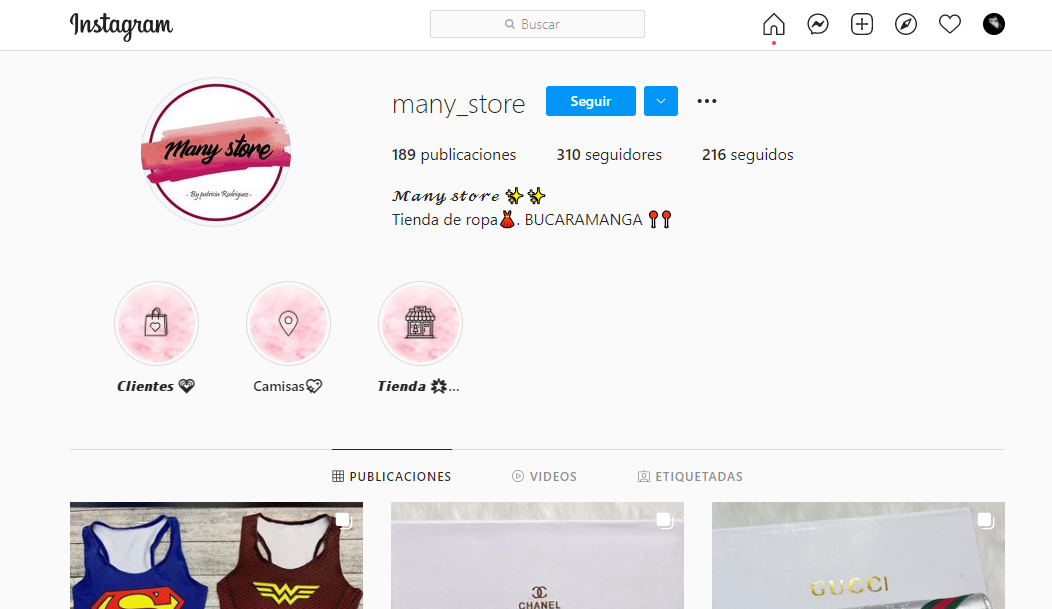 Instagram
Buscar
many_store
Seguir
189 publicaciones 310 seguidores 216 seguidos
𝓜𝓪𝓷𝔂 𝓼𝓽𝓸𝓻𝓮 ✨✨
Tienda de ropa👗. BUCARAMANGA 📍📍
Many store
- By patricia Rodriguez -
𝘾𝙡𝙞𝙚𝙣𝙩𝙚𝙨 💖
Camisas💖
𝙏𝙞𝙚𝙣𝙙𝙖 💥...
PUBLICACIONES
VIDEOS
ETIQUETADAS
CHANEL
GUCCI